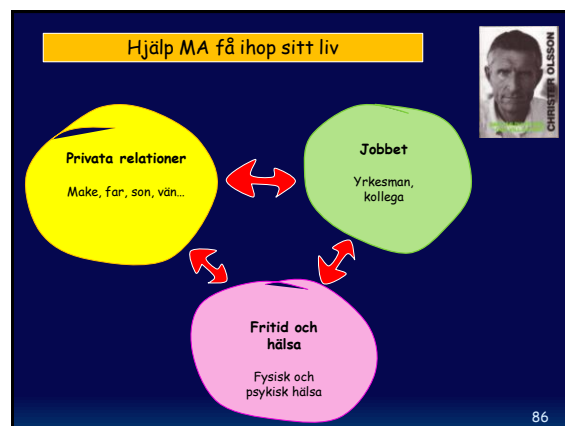 Hjälp MA få ihop sitt liv
CHRISTER OLSSON
Privata relationer
Make, far, son, vän...
Jobbet
Yrkesman,
kollega
Fritid och
hälsa
Fysisk och
psykisk hälsa
86